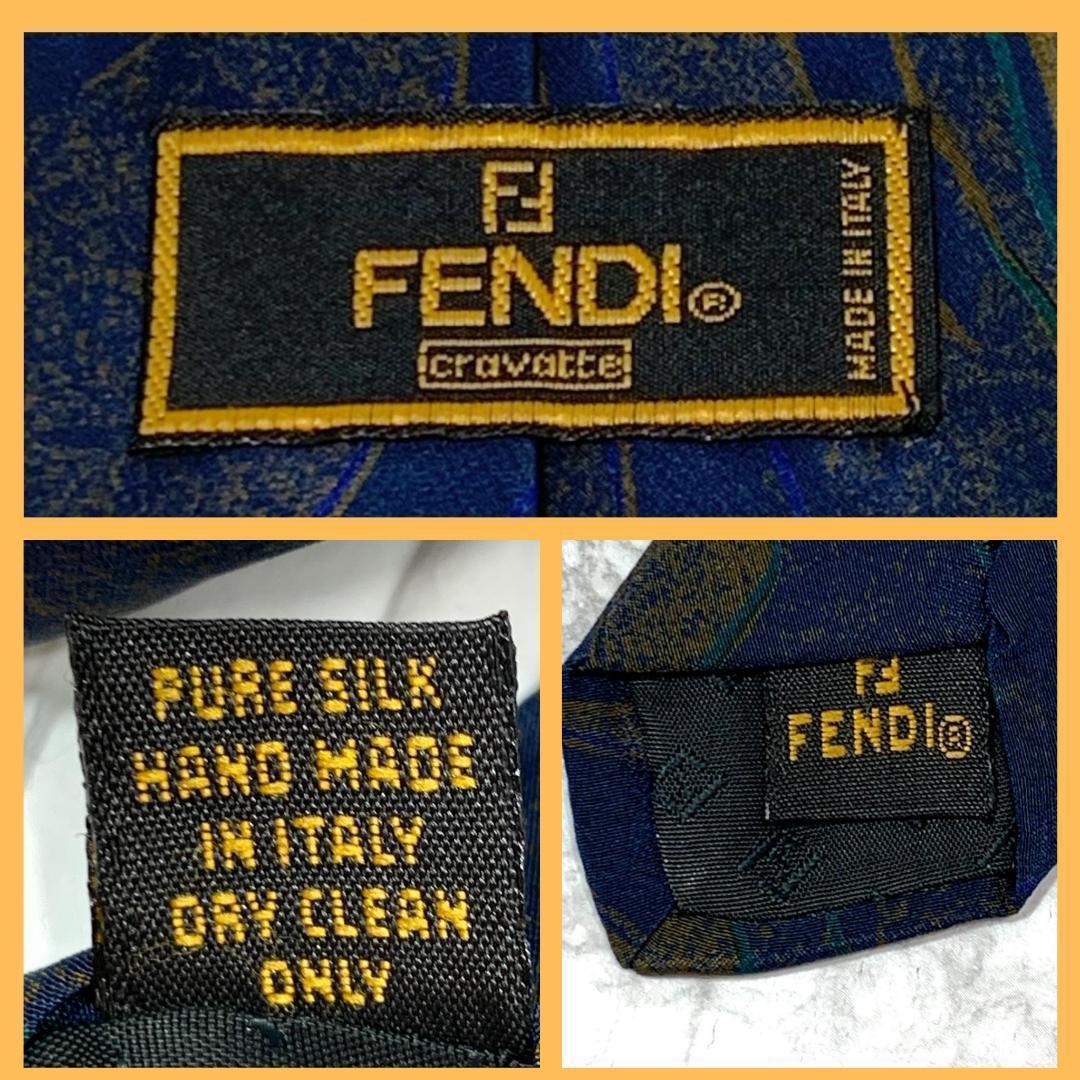 FF
FENDI®
cravatte
MADE IN ITALY
PURE SILK
HAND MADE
IN ITALY
DRY CLEAN
ONLY
FF
FENDI®